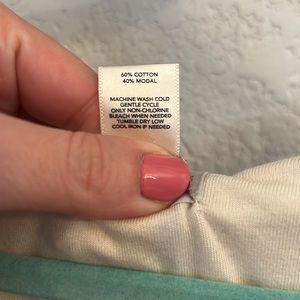 60% COTTON
40% MODAL
MACHINE WASH COLD
GENTLE CYCLE
ONLY NON-CHLORINE
BLEACH WHEN NEEDED
TUMBLE DRY LOW
COOL IRON IF NEEDED